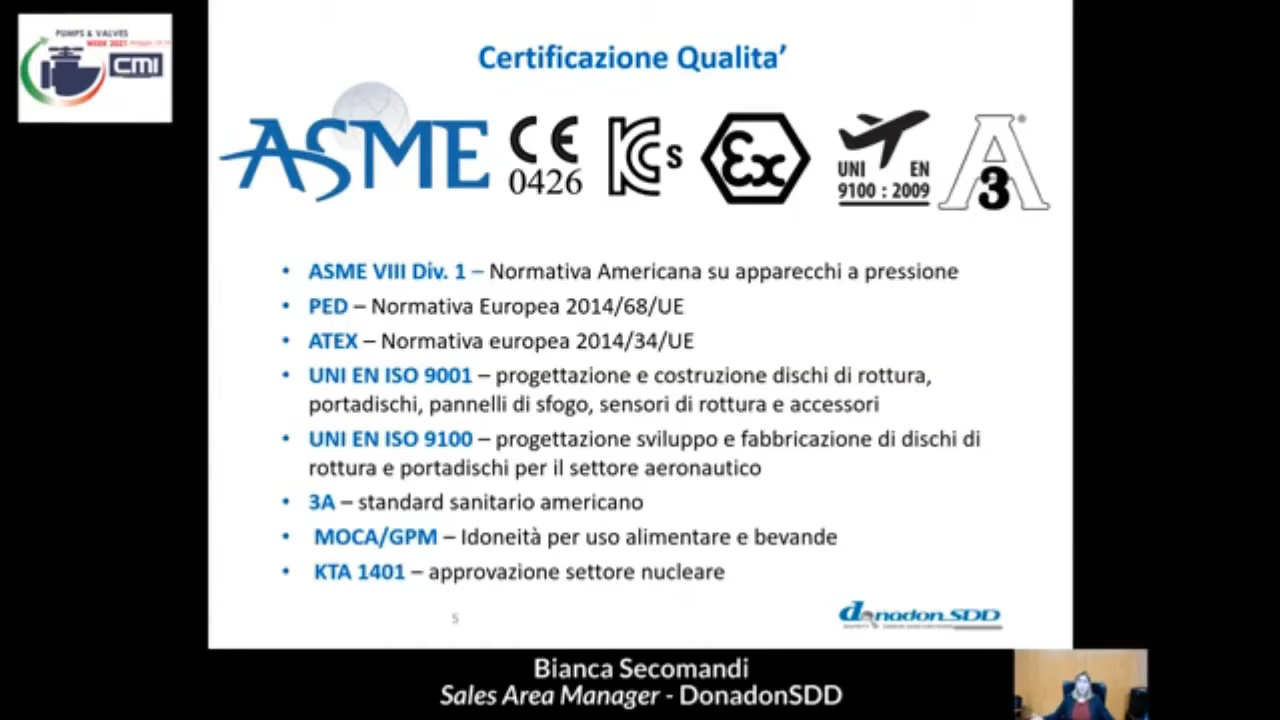 PUMPS & VALVES
WEEK 2021
CMI
Certificazione Qualita’
ASME
CE
0426
KCs
Ex
UNI EN
9100 : 2009
A
3
®
• ASME VIII Div. 1 – Normativa Americana su apparecchi a pressione
• PED – Normativa Europea 2014/68/UE
• ATEX – Normativa europea 2014/34/UE
• UNI EN ISO 9001 – progettazione e costruzione dischi di rottura,
portadischi, pannelli di sfogo, sensori di rottura e accessori
• UNI EN ISO 9100 – progettazione sviluppo e fabbricazione di dischi di
rottura e portadischi per il settore aeronautico
• 3A – standard sanitario americano
• MOCA/GPM – Idoneità per uso alimentare e bevande
• KTA 1401 – approvazione settore nucleare
5
donadon SDD
Bianca Secomandi
Sales Area Manager - DonadonSDD